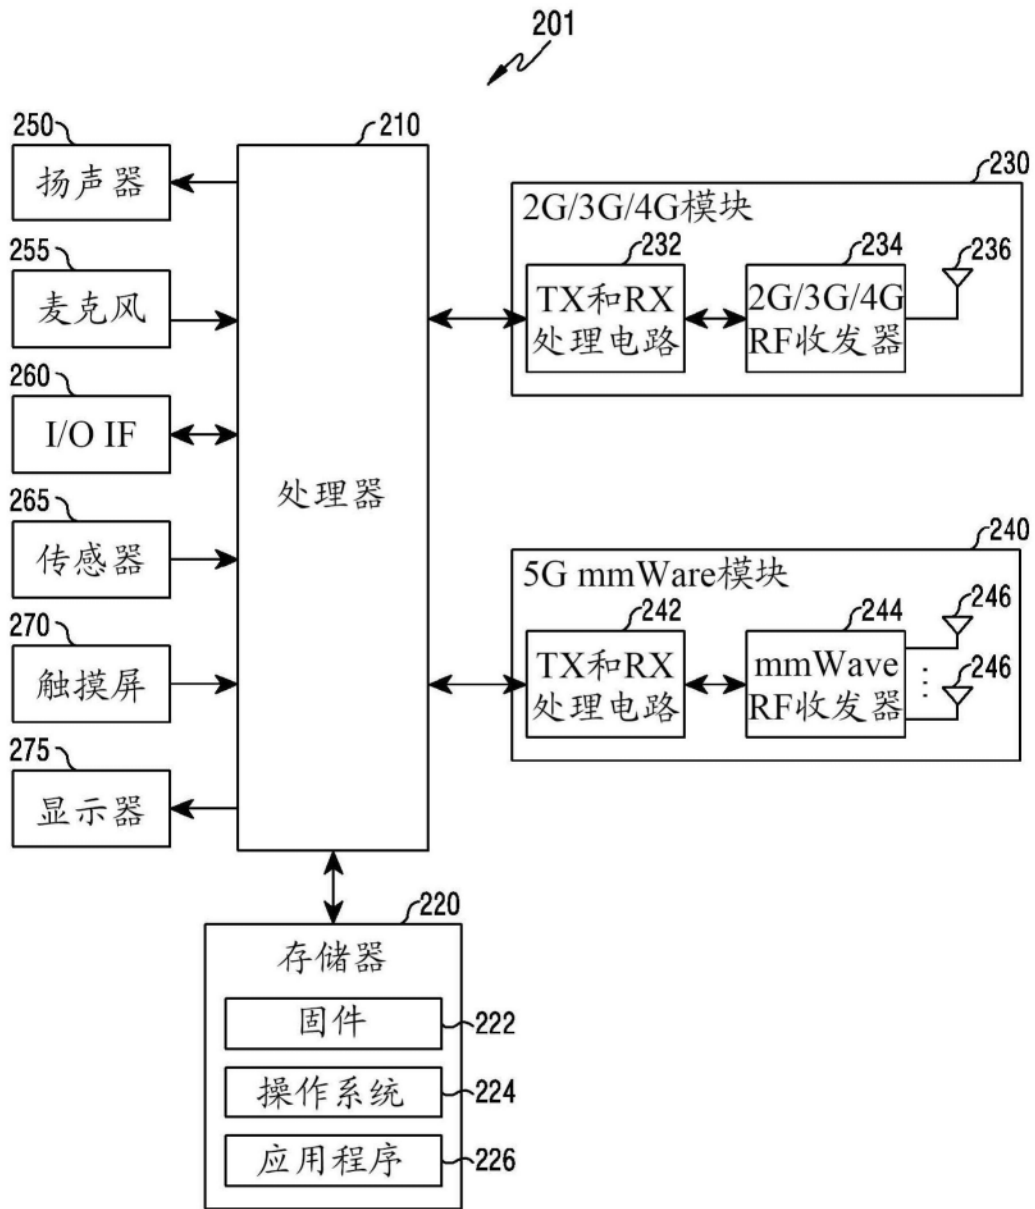 201
250
扬声器
255
麦克风
260
I/O IF
265
传感器
270
触摸屏
275
显示器
210
处理器
230
2G/3G/4G模块
232
TX和RX
处理电路
234
2G/3G/4G
RF收发器
236
240
5G mmWare模块
242
TX和RX
处理电路
244
mmWave
RF收发器
246
246
220
存储器
固件
222
操作系统
224
应用程序
226